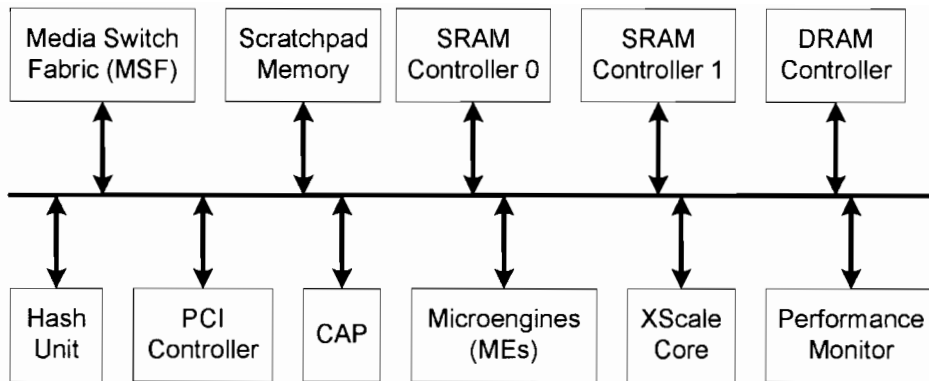 Media Switch
Fabric (MSF)
Scratchpad
Memory
SRAM
Controller 0
SRAM
Controller 1
DRAM
Controller
Hash
Unit
PCI
Controller
CAP
Microengines
(MEs)
XScale
Core
Performance
Monitor